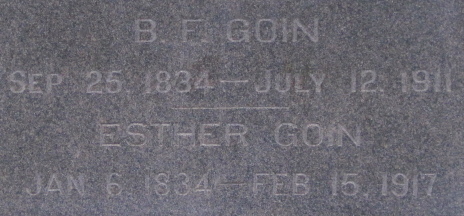 B. F. GOIN
SEP 25, 1834 — JULY 12, 1911
ESTHER GOIN
JAN 6, 1834 — FEB 15, 1917